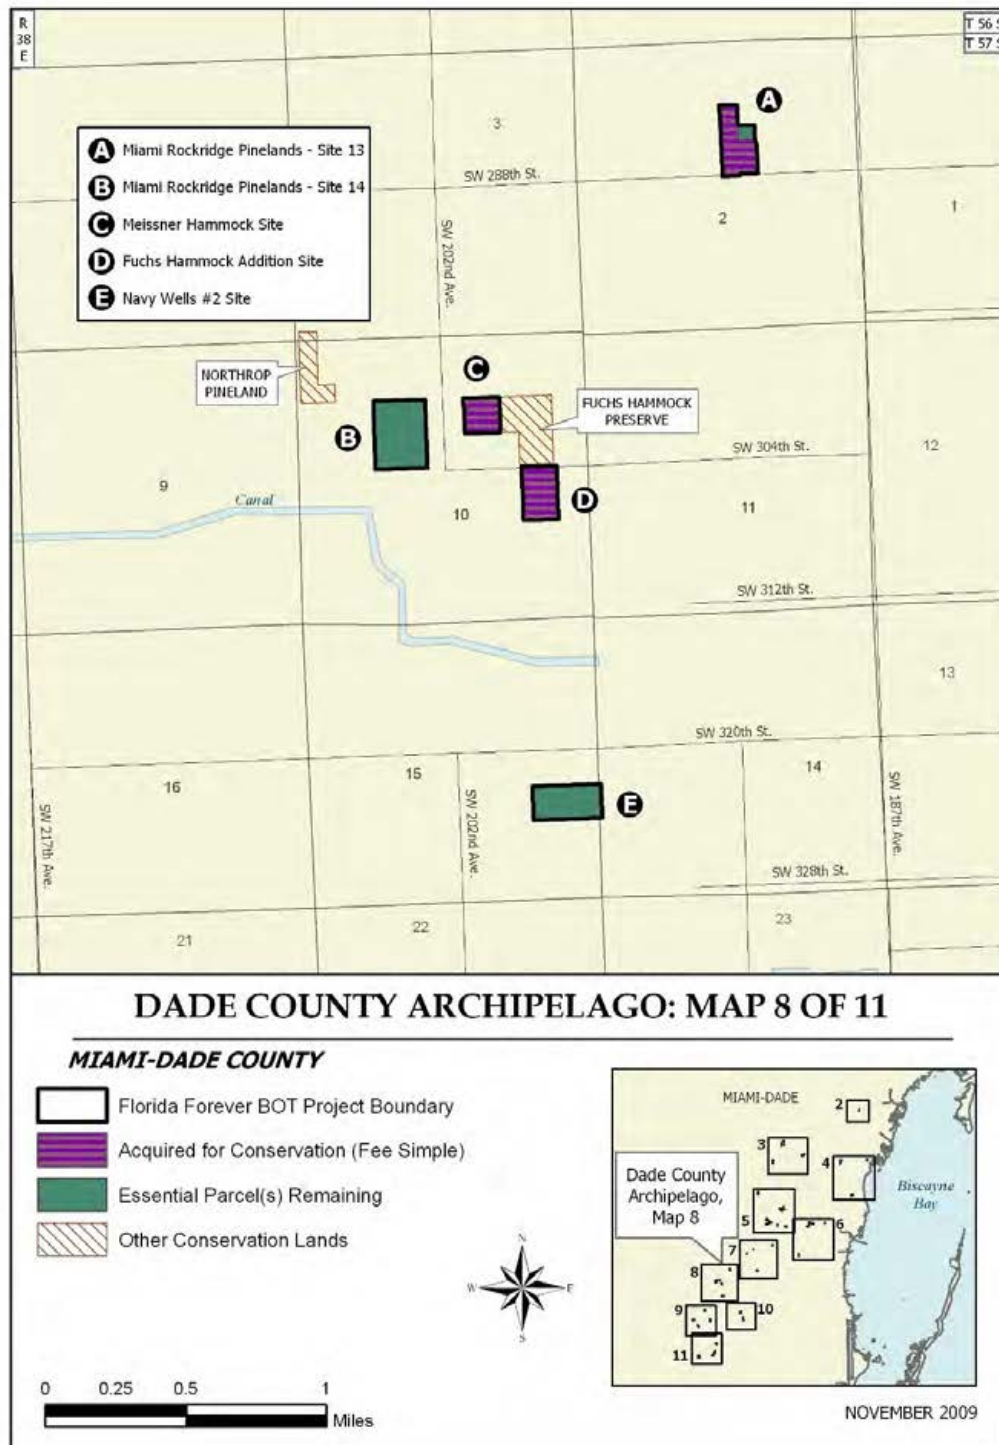 R
38
E
T 56 S
T 57 S
A
3
A Miami Rockridge Pinelands - Site 13
B Miami Rockridge Pinelands - Site 14
C Meissner Hammock Site
D Fuchs Hammock Addition Site
E Navy Wells #2 Site
SW 288th St.
2
1
SW 202nd Ave.
NORTHROP
PINELAND
C
FUCHS HAMMOCK
PRESERVE
B
SW 304th St.
12
9
Canal
10
D
11
SW 312th St.
13
SW 320th St.
16
15
14
SW 217th Ave.
SW 202nd Ave.
E
SW 187th Ave.
SW 328th St.
21
22
23
DADE COUNTY ARCHIPELAGO: MAP 8 OF 11
MIAMI-DADE COUNTY
Florida Forever BOT Project Boundary
Acquired for Conservation (Fee Simple)
Essential Parcel(s) Remaining
Other Conservation Lands
N
W
E
S
0 0.25 0.5 1
Miles
MIAMI-DADE
2
3
4
Dade County
Archipelago,
Map 8
Biscayne
Bay
5
6
7
8
9
10
11
NOVEMBER 2009